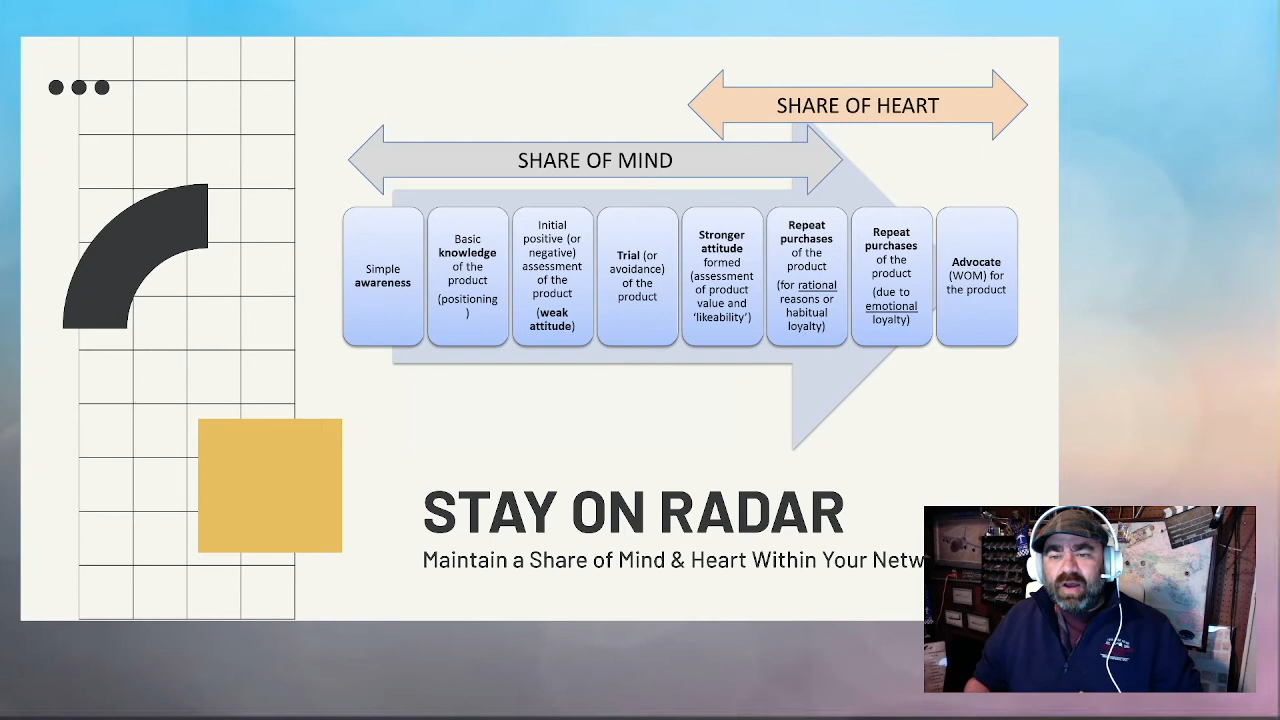 SHARE OF HEART
SHARE OF MIND
Simple
awareness
Basic
knowledge
of the
product
(positioning
)
Initial
positive (or
negative)
assessment
of the
product
(weak
attitude)
Trial (or
avoidance)
of the
product
Stronger
attitude
formed
(assessment
of product
value and
‘likeability’)
Repeat
purchases
of the
product
(for rational
reasons or
habitual
loyalty)
Repeat
purchases
of the
product
(due to
emotional
loyalty)
Advocate
(WOM) for
the product
STAY ON RADAR
Maintain a Share of Mind & Heart Within Your Netw